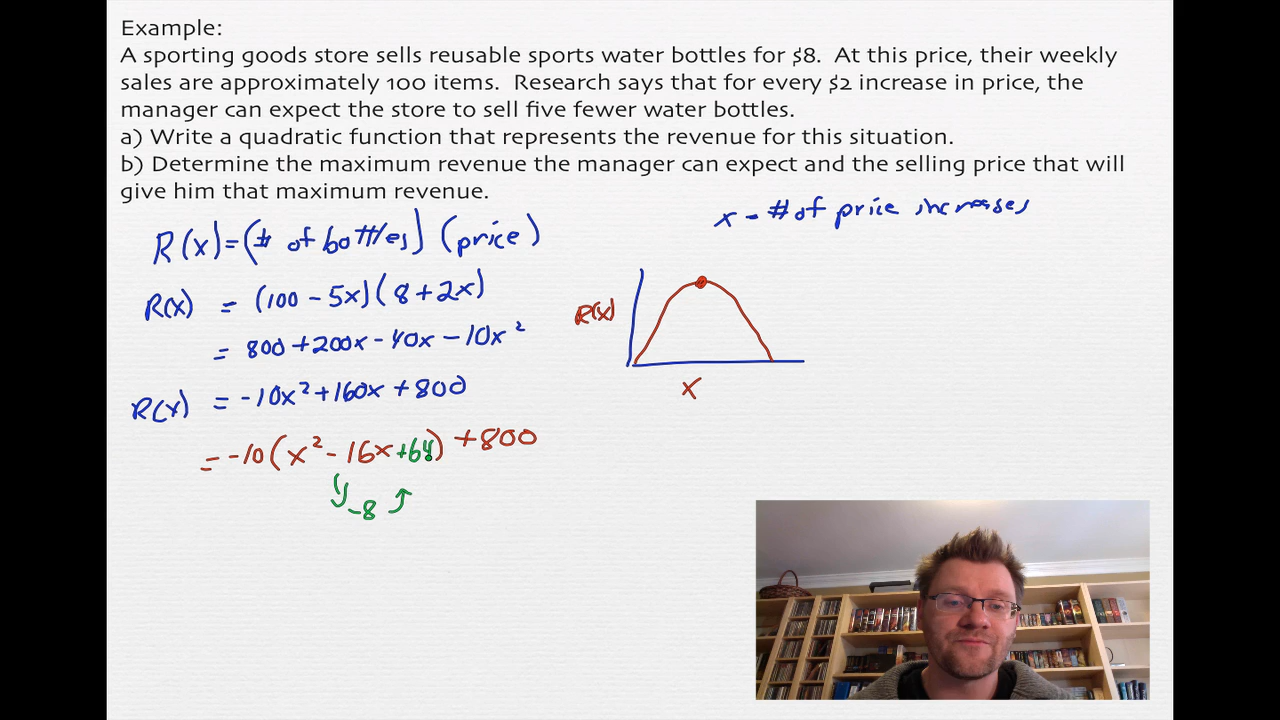 Example:
A sporting goods store sells reusable sports water bottles for $8. At this price, their weekly
sales are approximately 100 items. Research says that for every $2 increase in price, the
manager can expect the store to sell five fewer water bottles.
a) Write a quadratic function that represents the revenue for this situation.
b) Determine the maximum revenue the manager can expect and the selling price that will
give him that maximum revenue.
x - # of price increases
R(x) = (# of bottles) (price)
R(x) = (100 - 5x)(8 + 2x)
= 800 + 200x - 40x - 10x²
R(x) = -10x² + 160x + 800
= -10(x² - 16x + 64) + 800
-8
R(x)
x